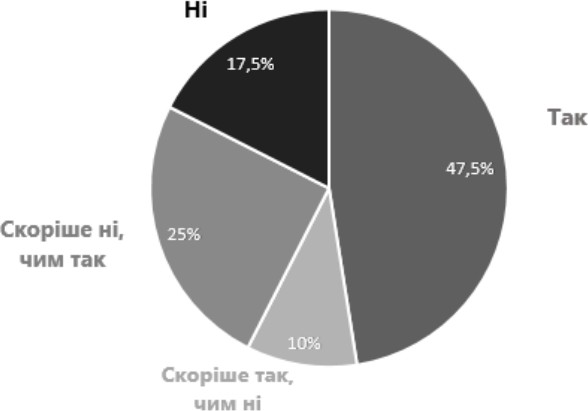 Ні
17,5%
Так
47,5%
Скоріше ні,
чим так
25%
10%
Скоріше так,
чим ні